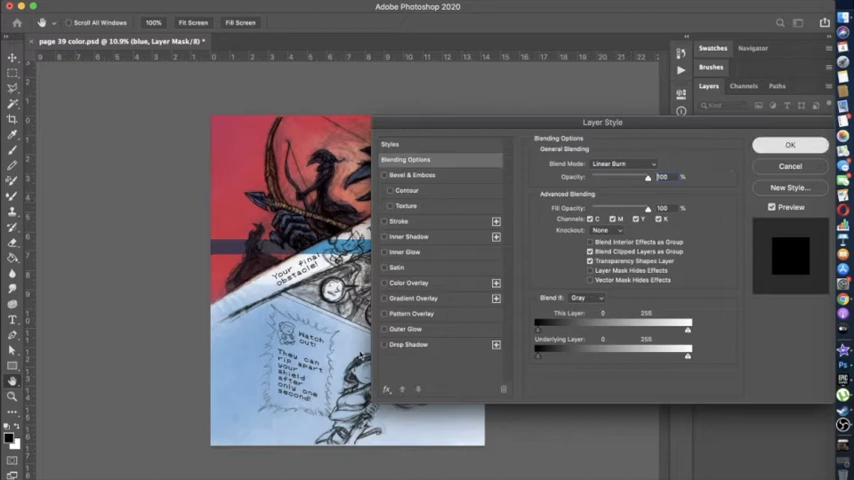 Adobe Photoshop 2020
Scroll All Windows 100% Fit Screen Fill Screen
page 39 color.psd @ 10.9% (blue, Layer Mask/8) *
Swatches Navigator
Brushes
Layers Channels Paths
Kind
Layer Style
Styles
Blending Options
Bevel & Emboss
Contour
Texture
Stroke
Inner Shadow
Inner Glow
Satin
Color Overlay
Gradient Overlay
Pattern Overlay
Outer Glow
Drop Shadow
fx
Blending Options
General Blending
Blend Mode: Linear Burn
Opacity: 100 %
Advanced Blending
Fill Opacity: 100 %
Channels: C M Y K
Knockout: None
Blend Interior Effects as Group
Blend Clipped Layers as Group
Transparency Shapes Layer
Layer Mask Hides Effects
Vector Mask Hides Effects
Blend If: Gray
This Layer: 0 255
Underlying Layer: 0 255
OK
Cancel
New Style...
Preview
Your final
obstacle!
Watch
out!
They can
rip apart
your
shield
after
only one
second!